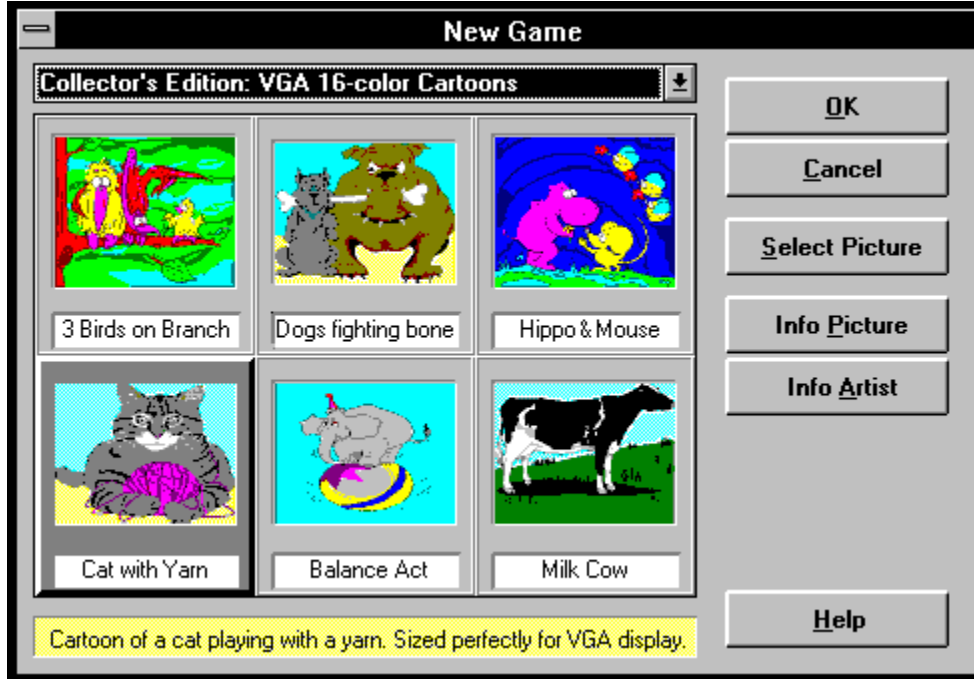 New Game
Collector's Edition: VGA 16-color Cartoons
OK
Cancel
Select Picture
Info Picture
Info Artist
3 Birds on Branch
Dogs fighting bone
Hippo & Mouse
Cat with Yarn
Balance Act
Milk Cow
Cartoon of a cat playing with a yarn. Sized perfectly for VGA display.
Help